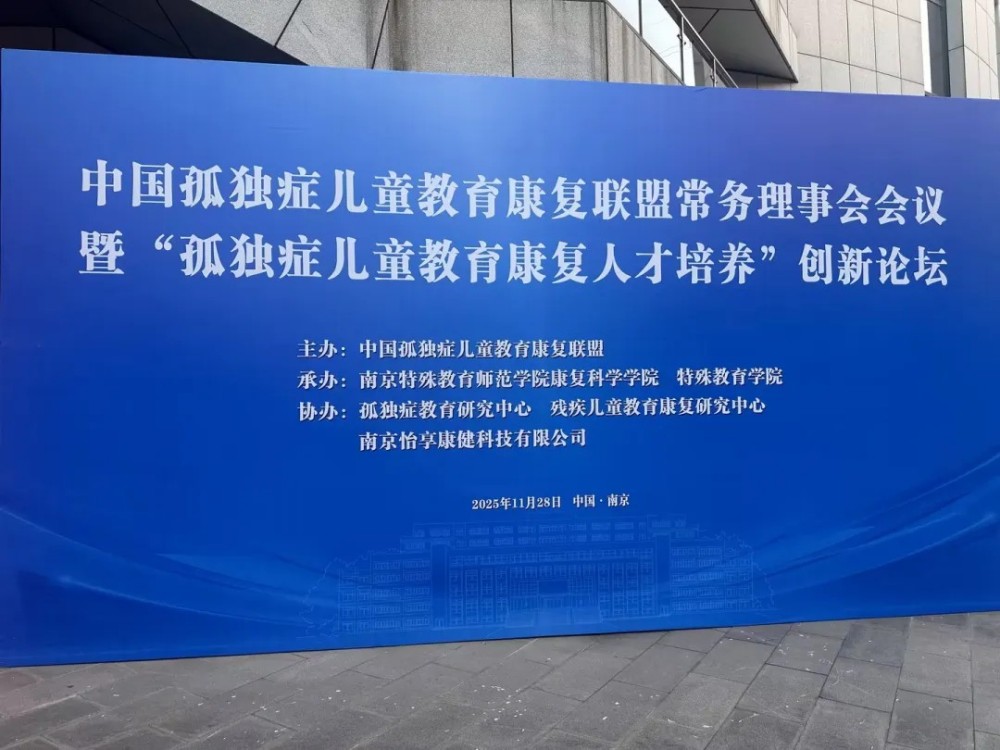 中国孤独症儿童教育康复联盟常务理事会会议
暨“孤独症儿童教育康复人才培养”创新论坛
主办：中国孤独症儿童教育康复联盟
承办：南京特殊教育师范学院康复科学学院 特殊教育学院
协办：孤独症教育研究中心 残疾儿童教育康复研究中心
南京怡享康健科技有限公司
2025年11月28日 中国·南京